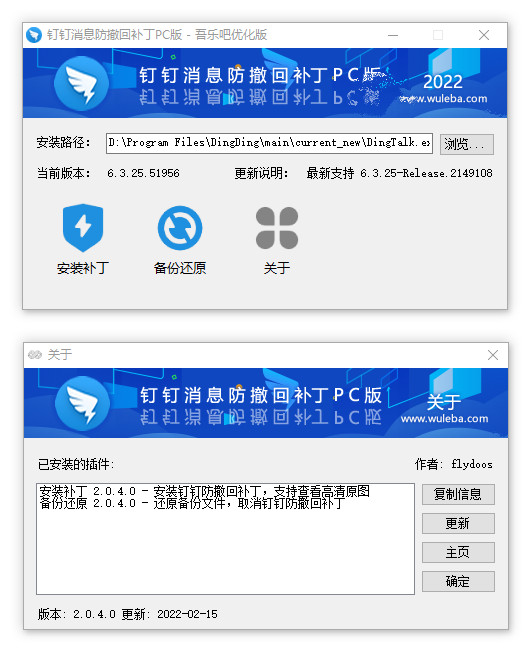 钉钉消息防撤回补丁PC版 - 吾乐吧优化版
钉钉消息防撤回补丁PC版
2022
www.wuleba.com
安装路径： D:\Program Files\DingDing\main\current_new\DingTalk.ex 浏览...
当前版本： 6.3.25.51956 更新说明： 最新支持 6.3.25-Release.2149108
安装补丁 备份还原 关于
关于
钉钉消息防撤回补丁PC版
关于
www.wuleba.com
已安装的插件: 作者: flydoos
安装补丁 2.0.4.0 - 安装钉钉防撤回补丁，支持查看高清原图
备份还原 2.0.4.0 - 还原备份文件，取消钉钉防撤回补丁
复制信息
更新
主页
确定
版本: 2.0.4.0 更新: 2022-02-15